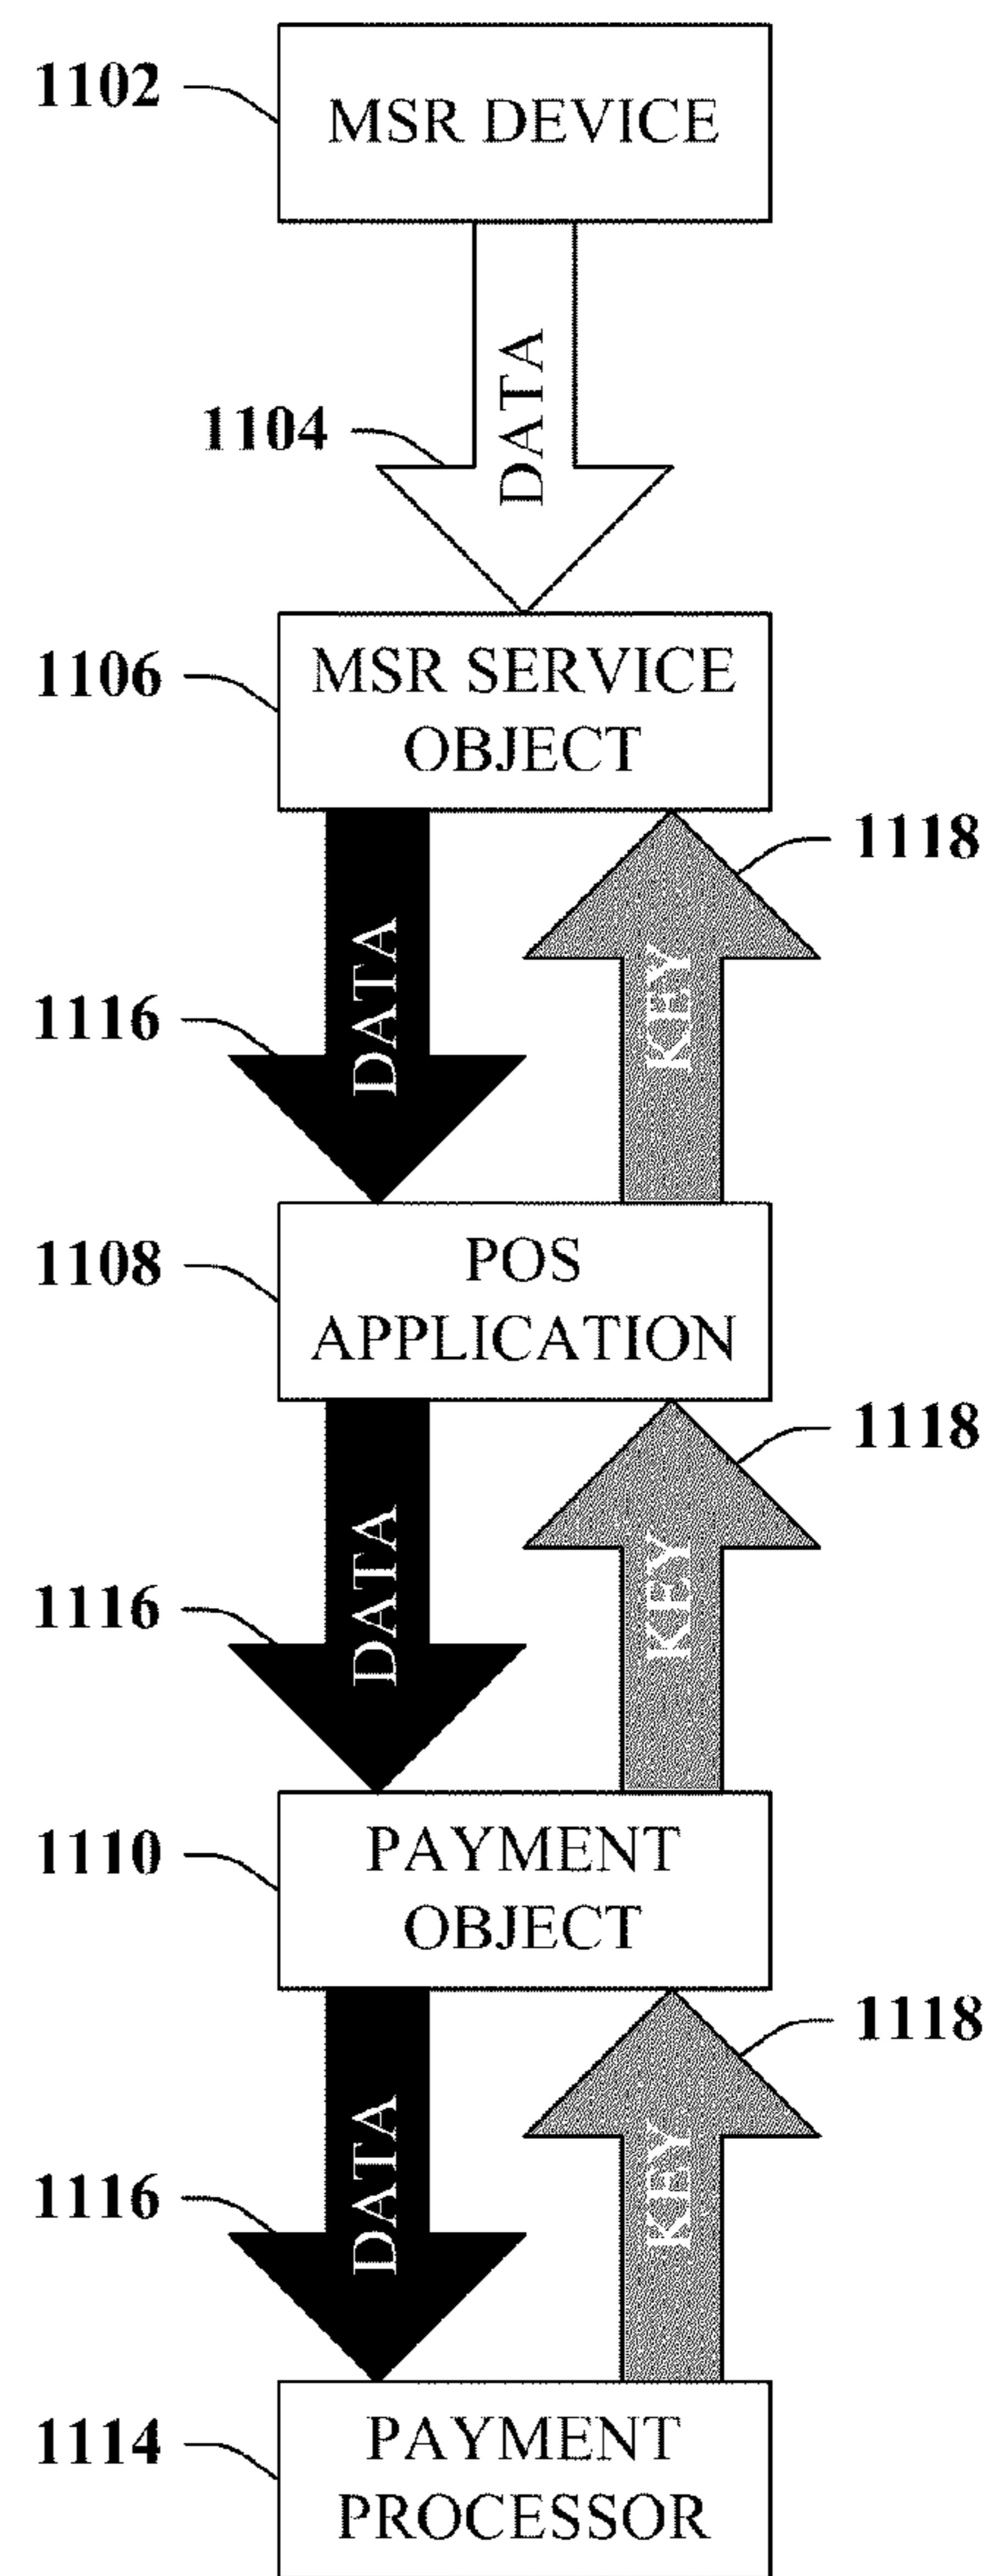 1102
MSR DEVICE
1104
DATA
1106
MSR SERVICE
OBJECT
1118
DATA
KEY
1116
1108
POS
APPLICATION
1118
DATA
KEY
1116
1110
PAYMENT
OBJECT
1118
DATA
KEY
1116
1114
PAYMENT
PROCESSOR